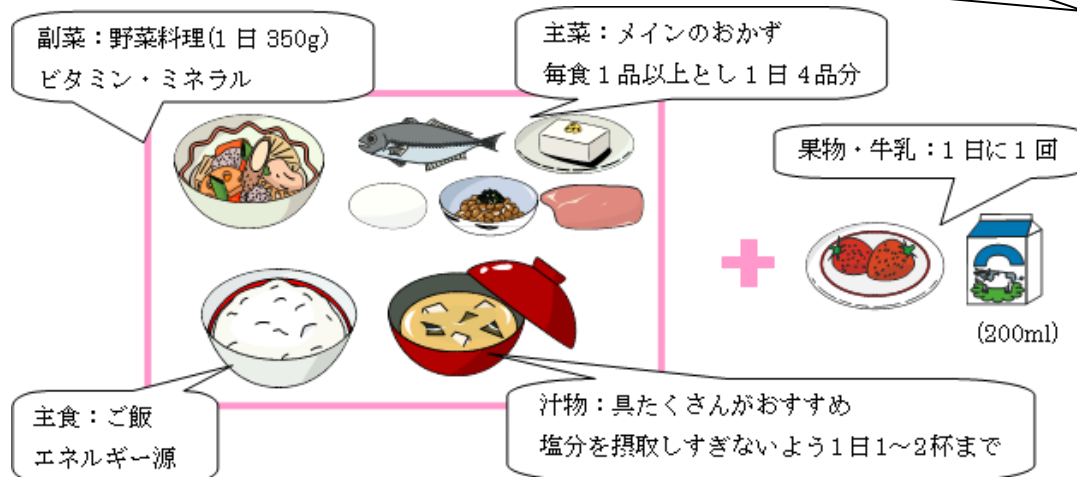 副菜：野菜料理(1 日 350g)
ビタミン・ミネラル
主菜：メインのおかず
毎食 1 品以上とし 1 日 4 品分
果物・牛乳：1 日に 1 回
(200ml)
主食：ご飯
エネルギー源
汁物：具たくさんがおすすめ
塩分を摂取しすぎないよう1日1～2杯まで